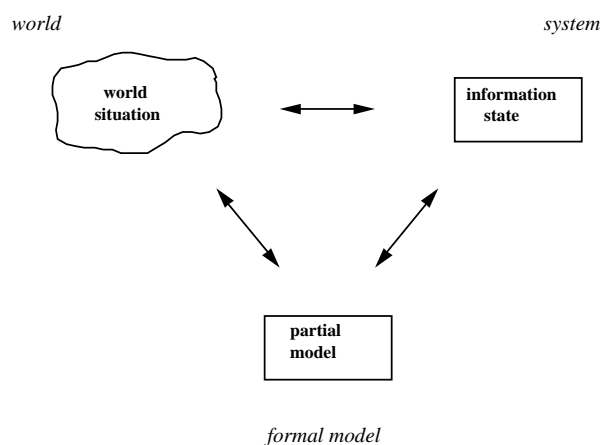 world
system
world
situation
information
state
partial
model
formal model